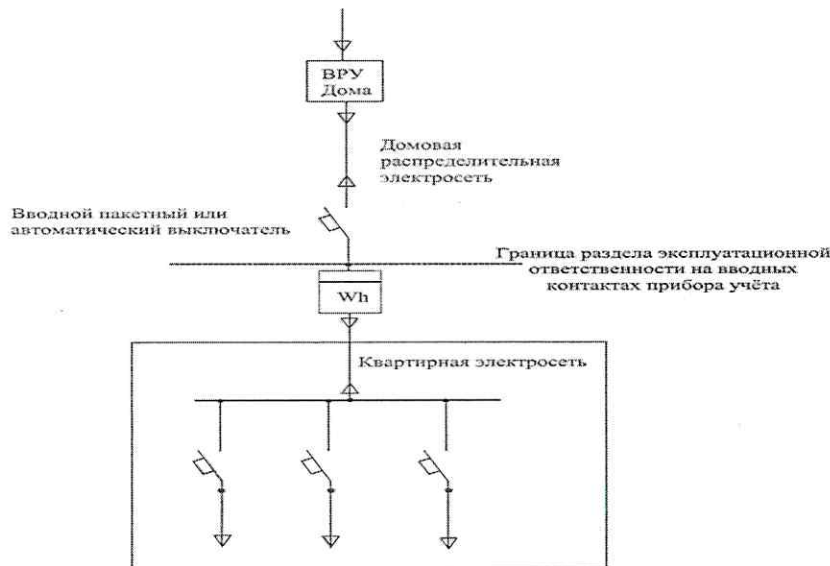 ВРУ
Дома
Домовая
распределительная
электросеть
Вводной пакетный или
автоматический выключатель
Граница раздела эксплуатационной
ответственности на вводных
контактах прибора учёта
Wh
Квартирная электросеть